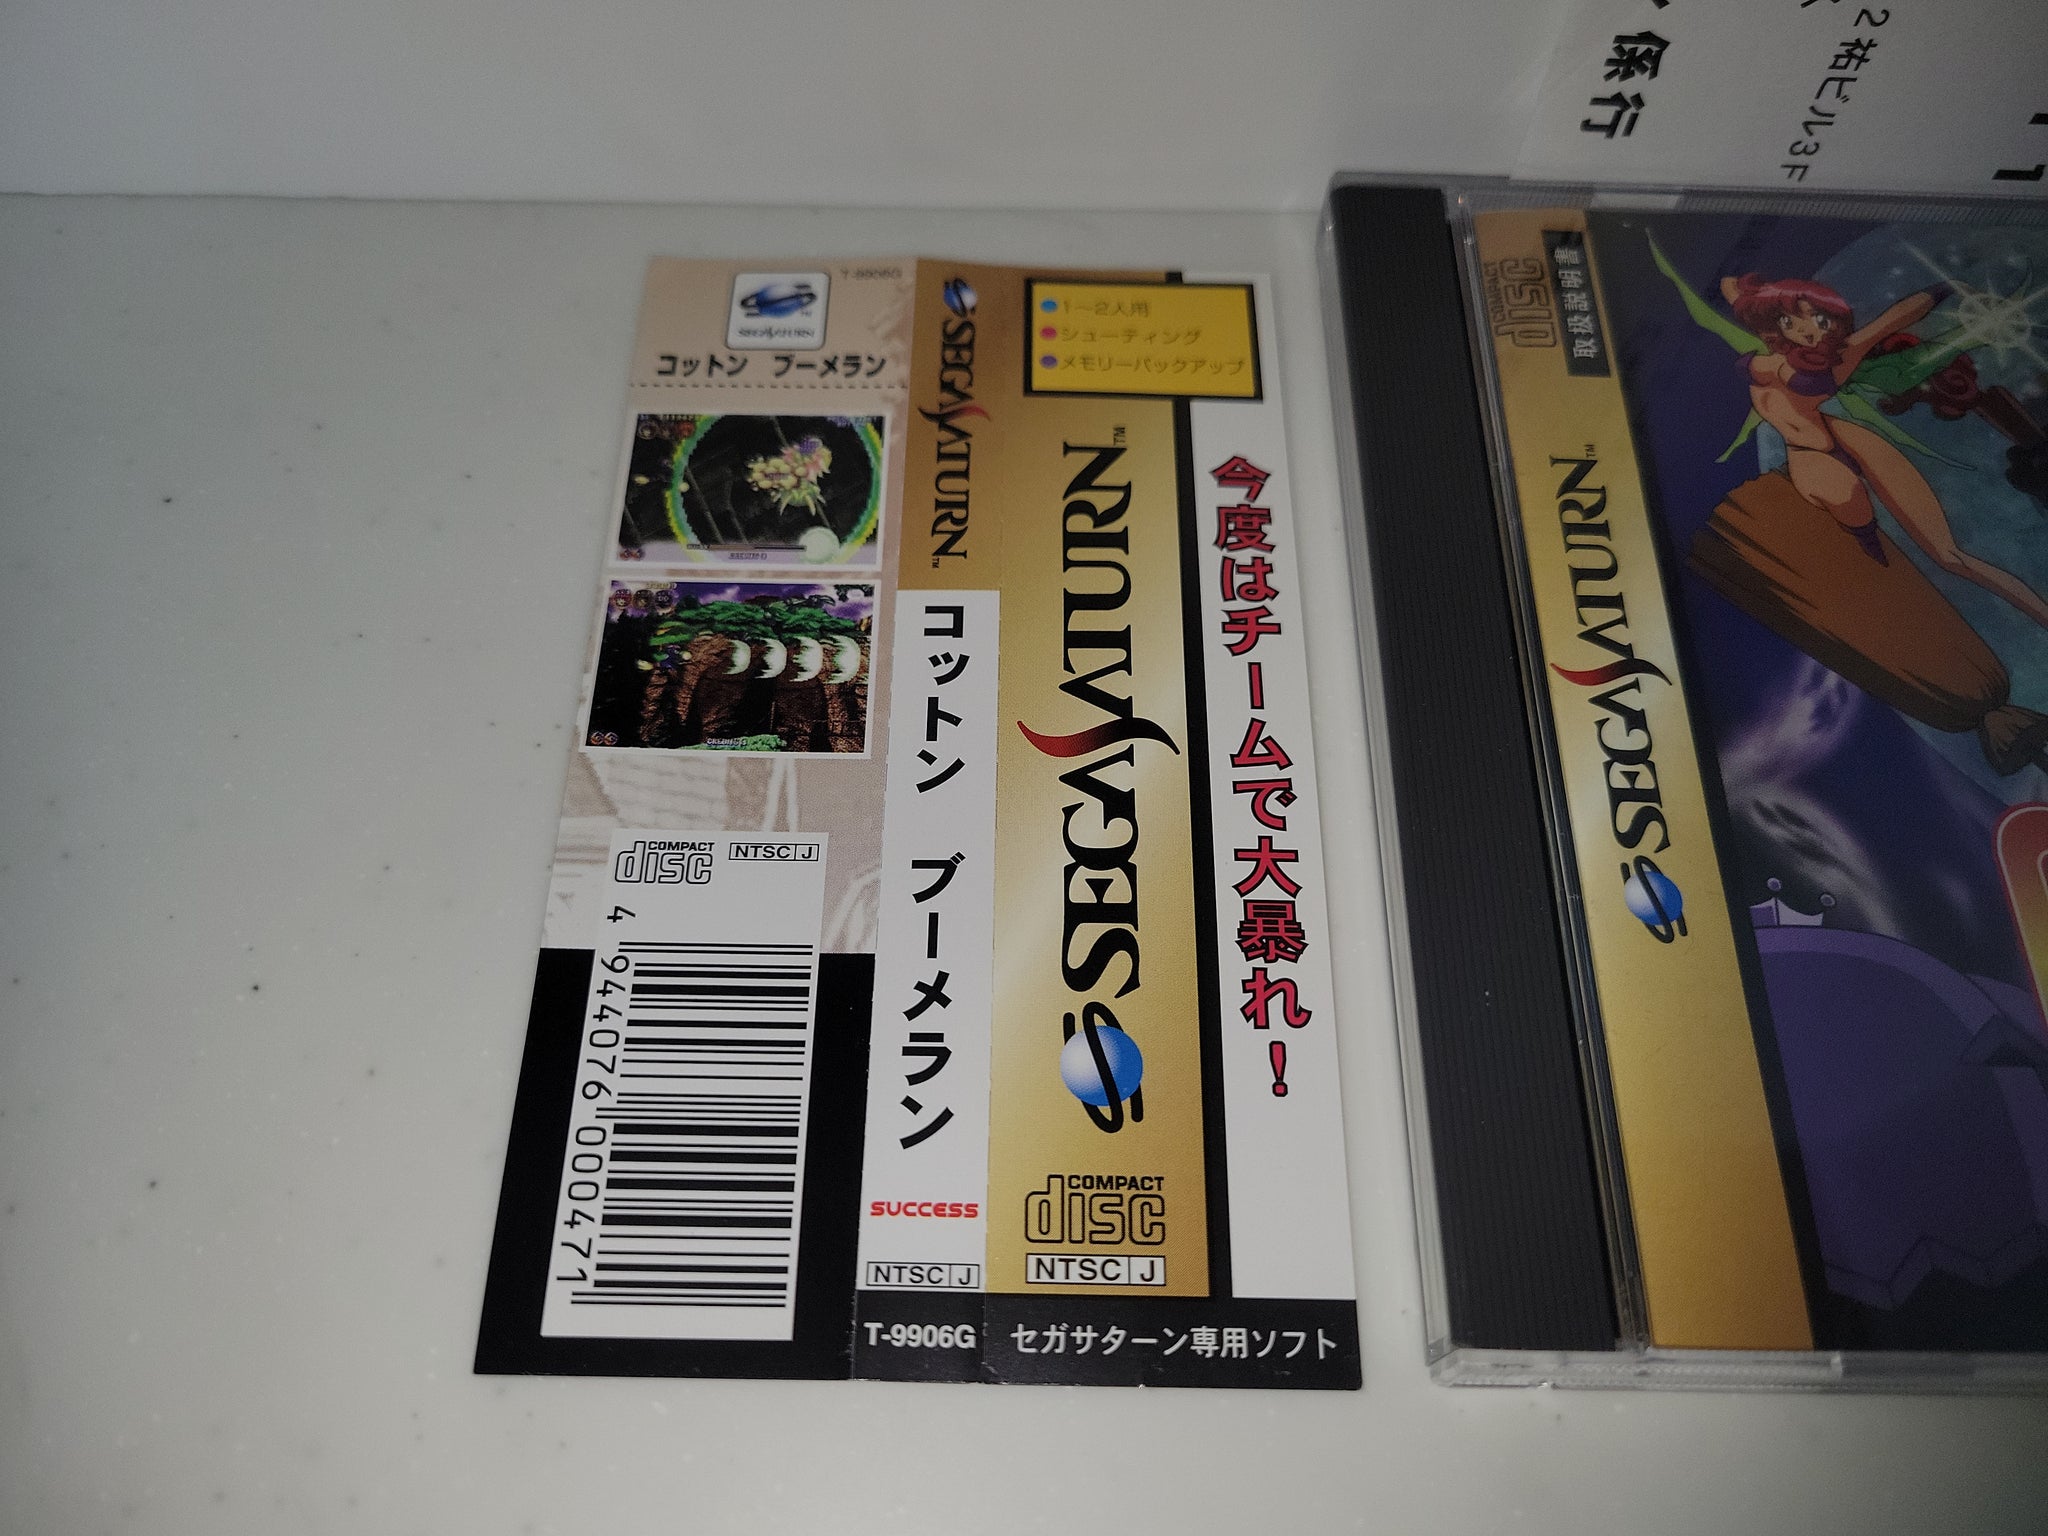 T-9906G
SEGA SATURN
コットン ブーメラン
COMPACT
disc
NTSC J
4 944076 000471
SEGA SATURN™
コットン ブーメラン
SUCCESS
NTSC J
T-9906G
1~2人用
シューティング
メモリーバックアップ
SEGA SATURN™
COMPACT
disc
NTSC J
セガサターン専用ソフト
今度はチームで大暴れ!
COMPACT
disc
取扱説明書
SEGA SATURN™
係行
2 祐ビル3F